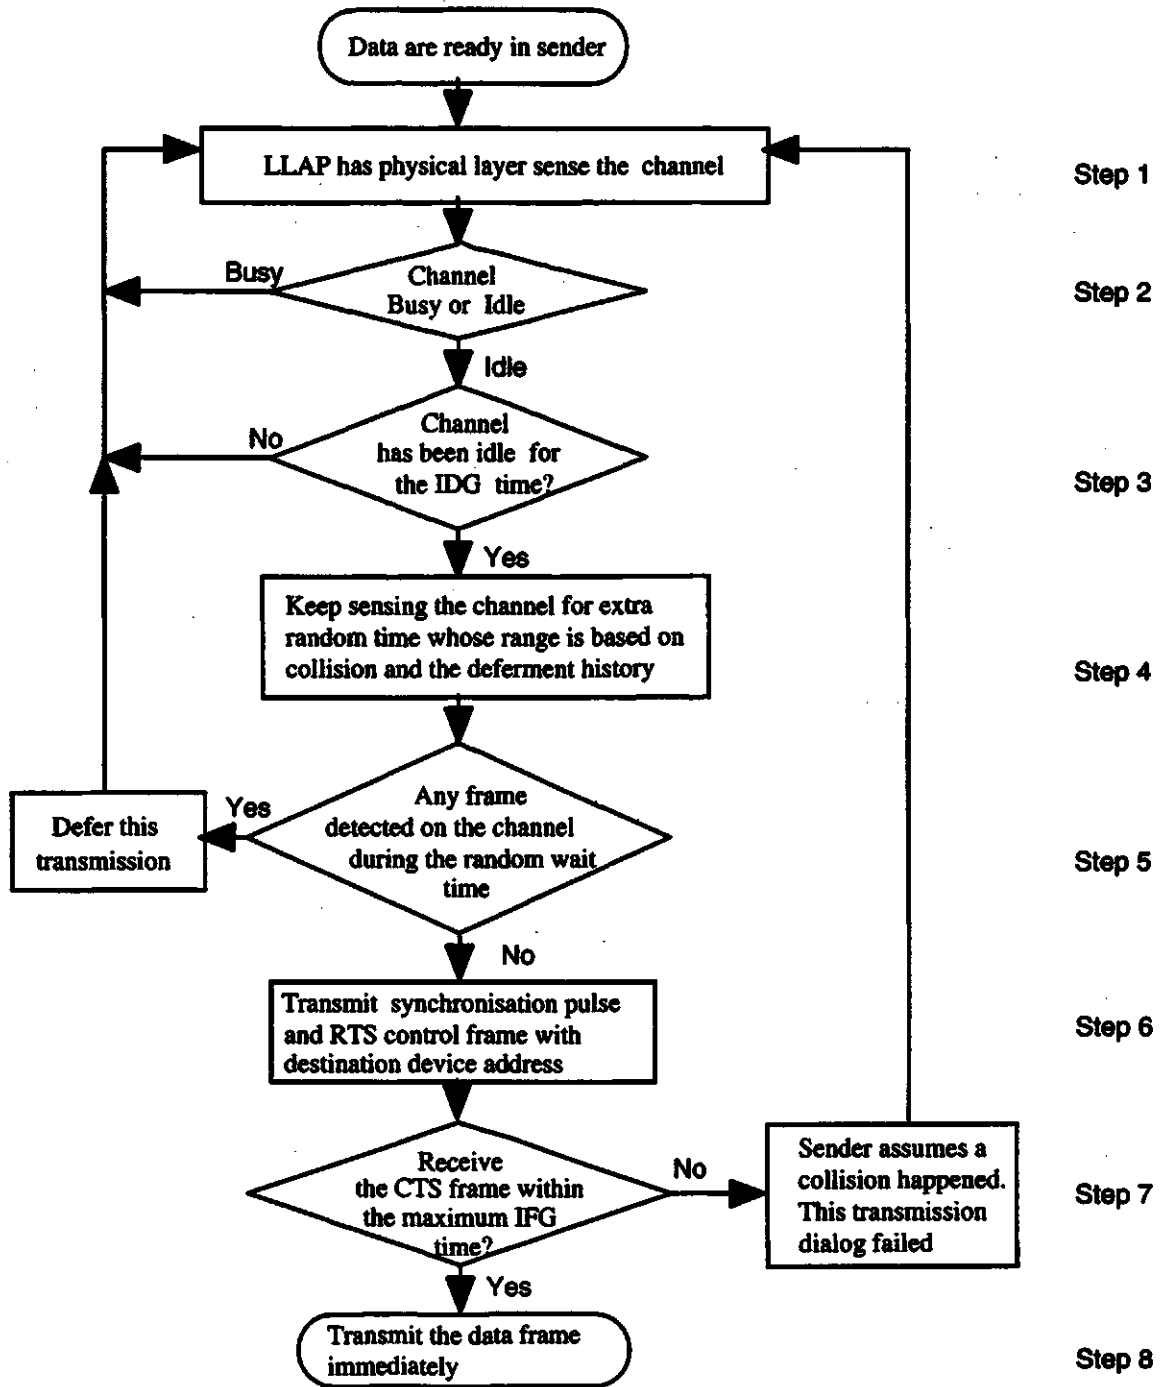 Data are ready in sender
LLAP has physical layer sense the channel
Step 1
Busy
Channel
Busy or Idle
Step 2
Idle
No
Channel
has been idle for
the IDG time?
Step 3
Yes
Keep sensing the channel for extra
random time whose range is based on
collision and the deferment history
Step 4
Defer this
transmission
Yes
Any frame
detected on the channel
during the random wait
time
Step 5
No
Transmit synchronisation pulse
and RTS control frame with
destination device address
Step 6
Receive
the CTS frame within
the maximum IFG
time?
No
Sender assumes a
collision happened.
This transmission
dialog failed
Step 7
Yes
Transmit the data frame
immediately
Step 8